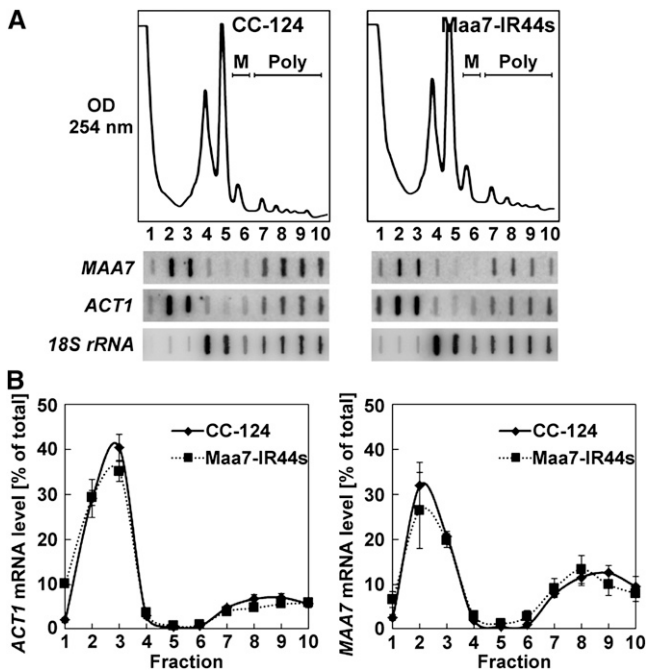 A
CC-124
Maa7-IR44s
M Poly
M Poly
OD
254 nm
1 2 3 4 5 6 7 8 9 10
1 2 3 4 5 6 7 8 9 10
MAA7
ACT1
18S rRNA
B
ACT1 mRNA level [% of total]
50
40
30
20
10
0
CC-124
Maa7-IR44s
1 2 3 4 5 6 7 8 9 10
Fraction
MAA7 mRNA level [% of total]
50
40
30
20
10
0
CC-124
Maa7-IR44s
1 2 3 4 5 6 7 8 9 10
Fraction